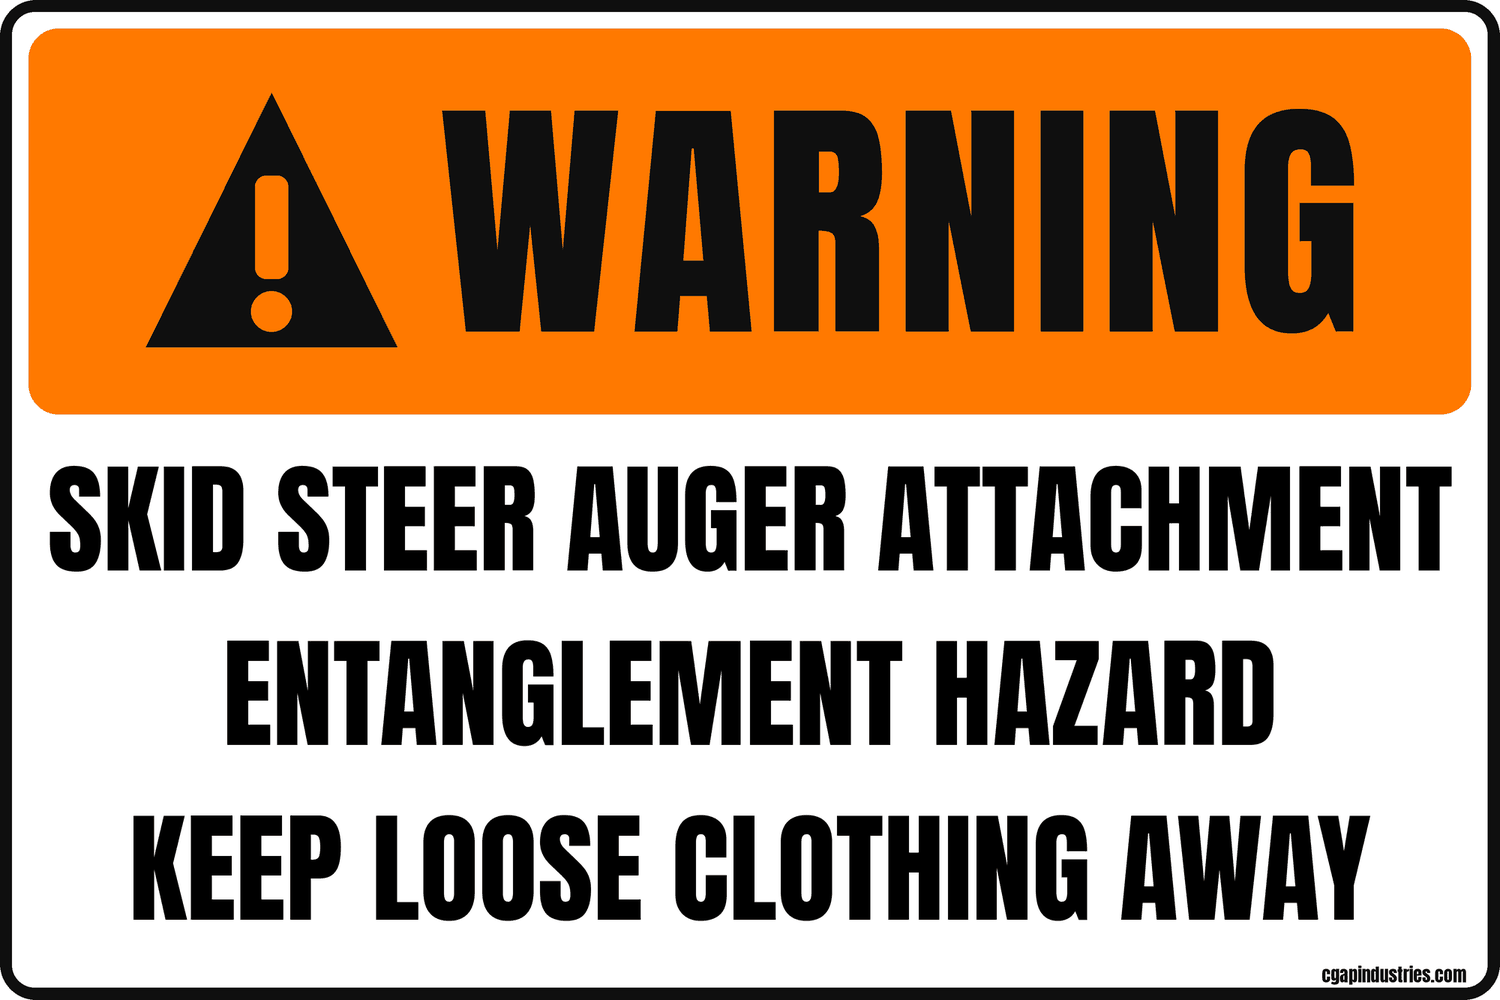 WARNING
SKID STEER AUGER ATTACHMENT
ENTANGLEMENT HAZARD
KEEP LOOSE CLOTHING AWAY
cgapindustries.com